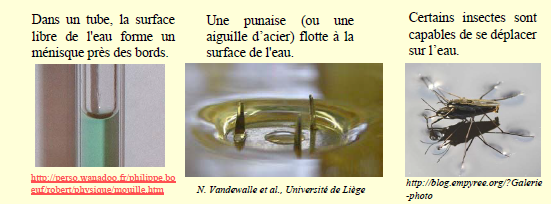 Dans un tube, la surface
libre de l'eau forme un
ménisque près des bords.
http://perso.wanadoo.fr/philippe.bo
euf/robert/physique/mouille.htm
Une punaise (ou une
aiguille d'acier) flotte à la
surface de l'eau.
N. Vandewalle et al., Université de Liège
Certains insectes sont
capables de se déplacer
sur l'eau.
http://blog.empyree.org/?Galerie
-photo